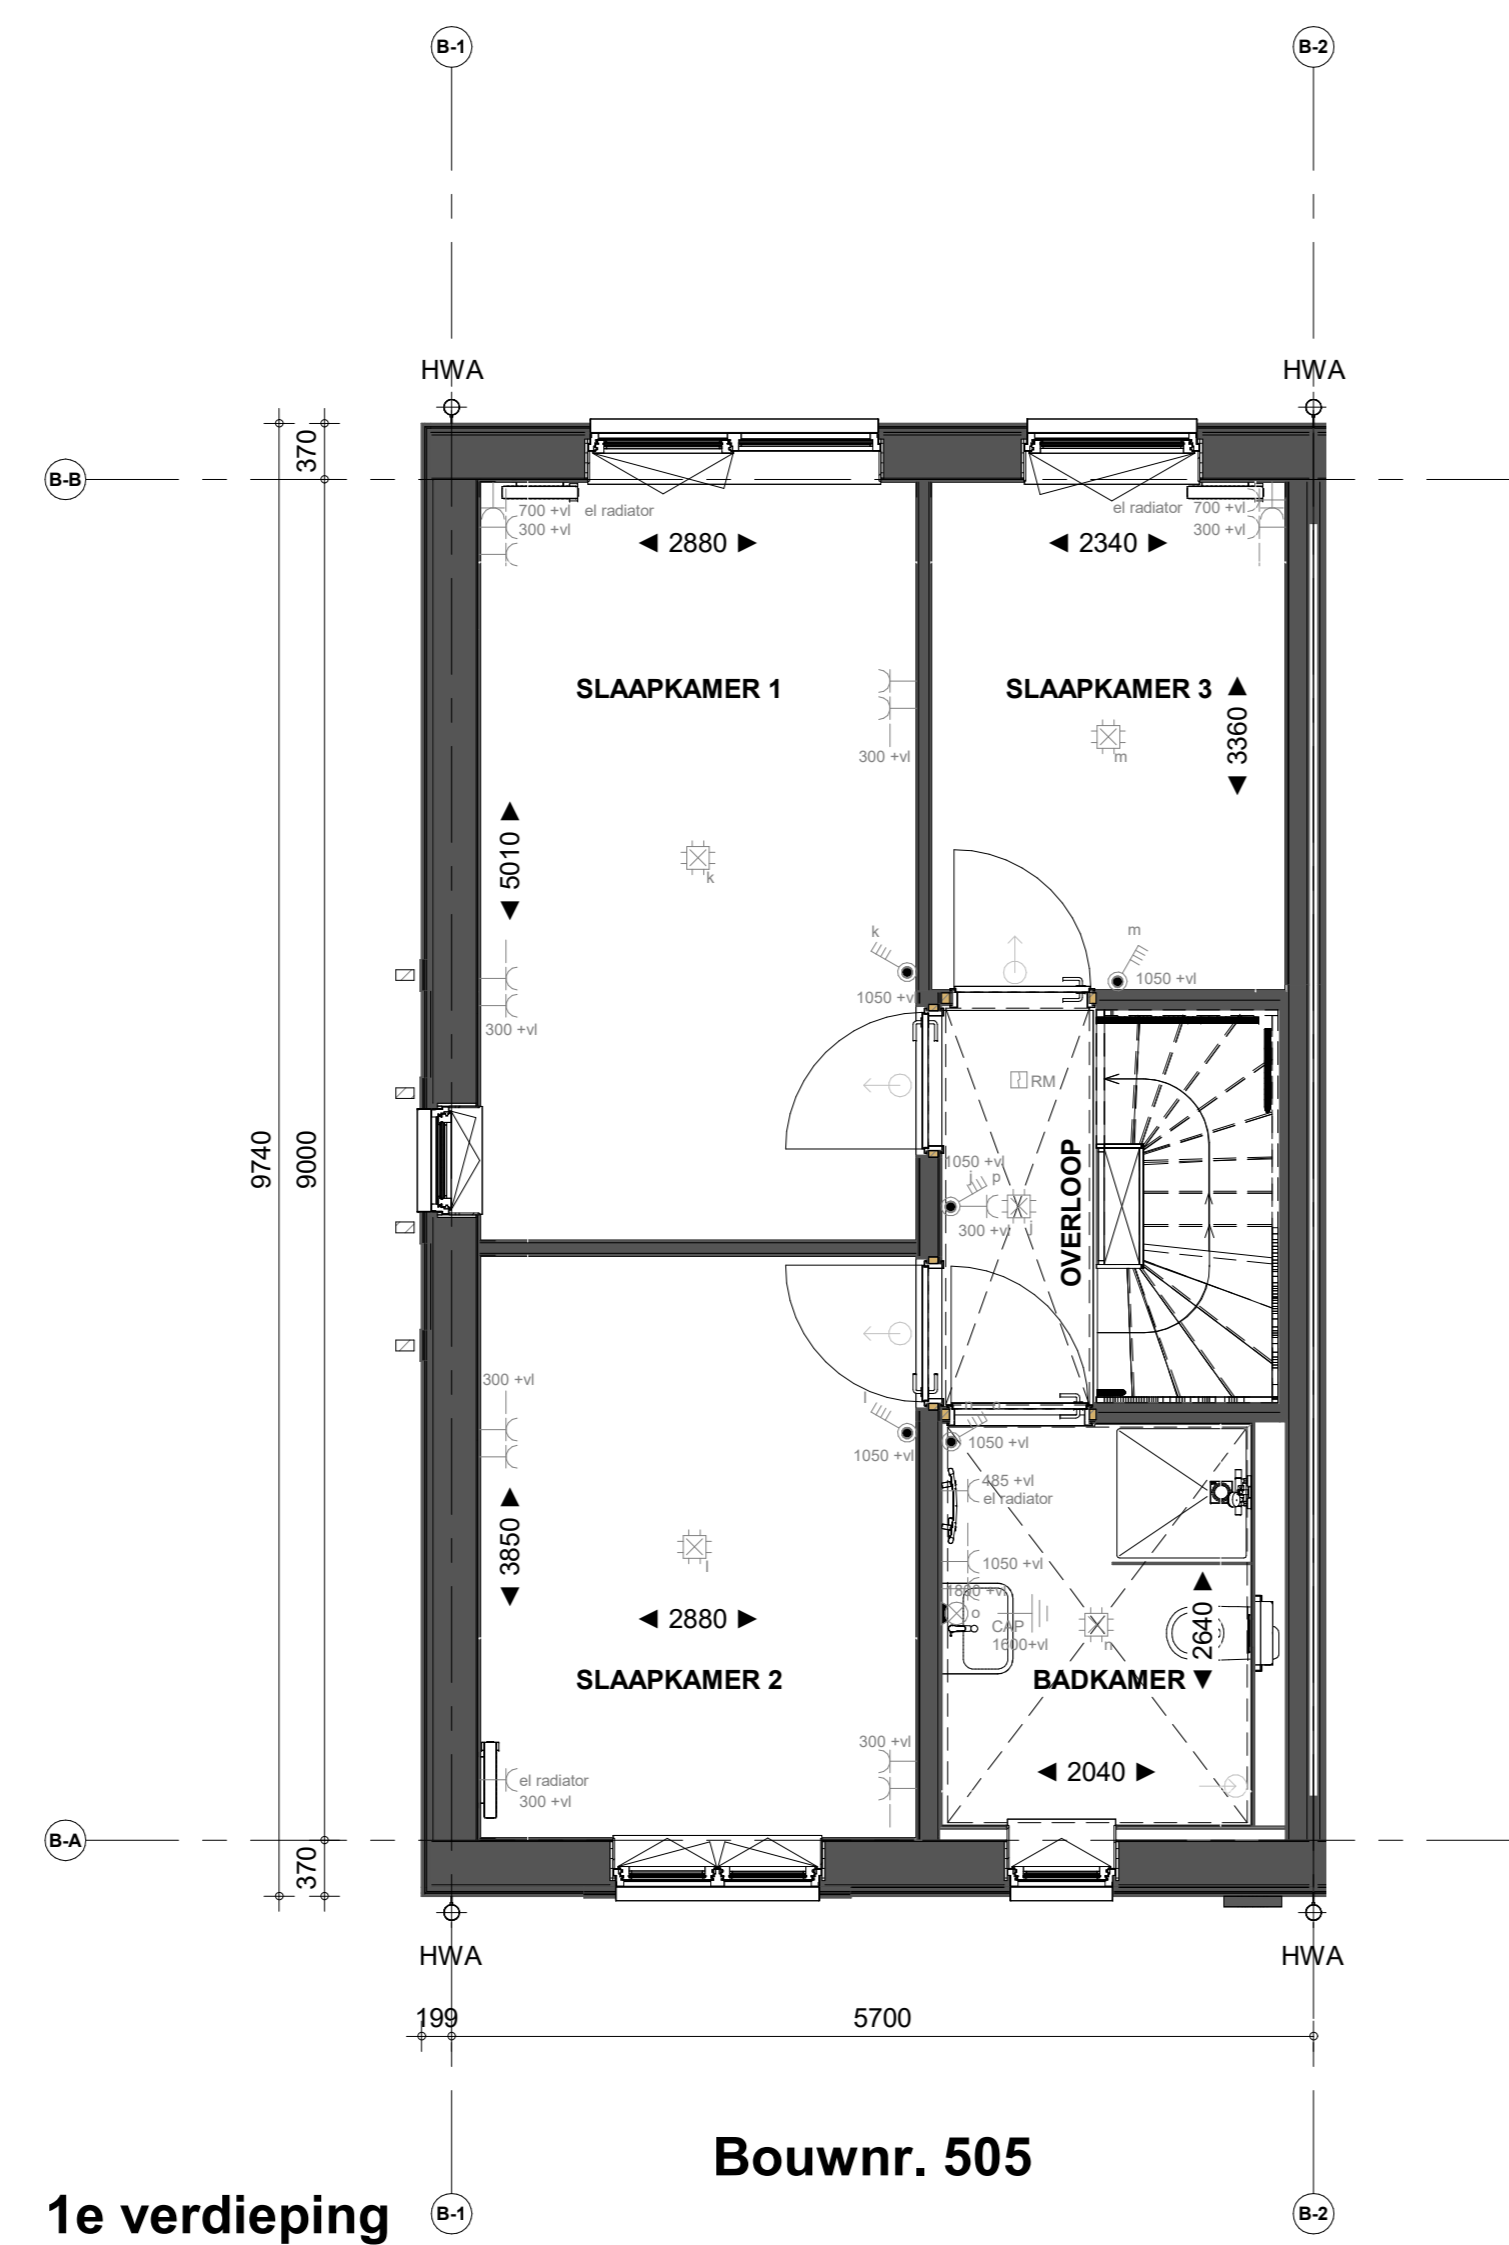 B-1
B-2
HWA
HWA
370
B-B
700 +vl
el radiator
300 +vl
el radiator
700 +vl
300 +vl
2880
2340
SLAAPKAMER 1
SLAAPKAMER 3
3360
m
300 +vl
5010
k
k
m
1050 +vl
1050 +vl
300 +vl
RM
9740
9000
OVERLOOP
1050 +vl
j
p
300 +vl
j
300 +vl
l
1050 +vl
1050 +vl
485 +vl
el radiator
3850
l
1050 +vl
1800 +vl
o
CAP
1600+vl
n
2640
2880
SLAAPKAMER 2
BADKAMER
300 +vl
2040
el radiator
300 +vl
B-A
370
HWA
HWA
199
5700
Bouwnr. 505
1e verdieping
B-1
B-2